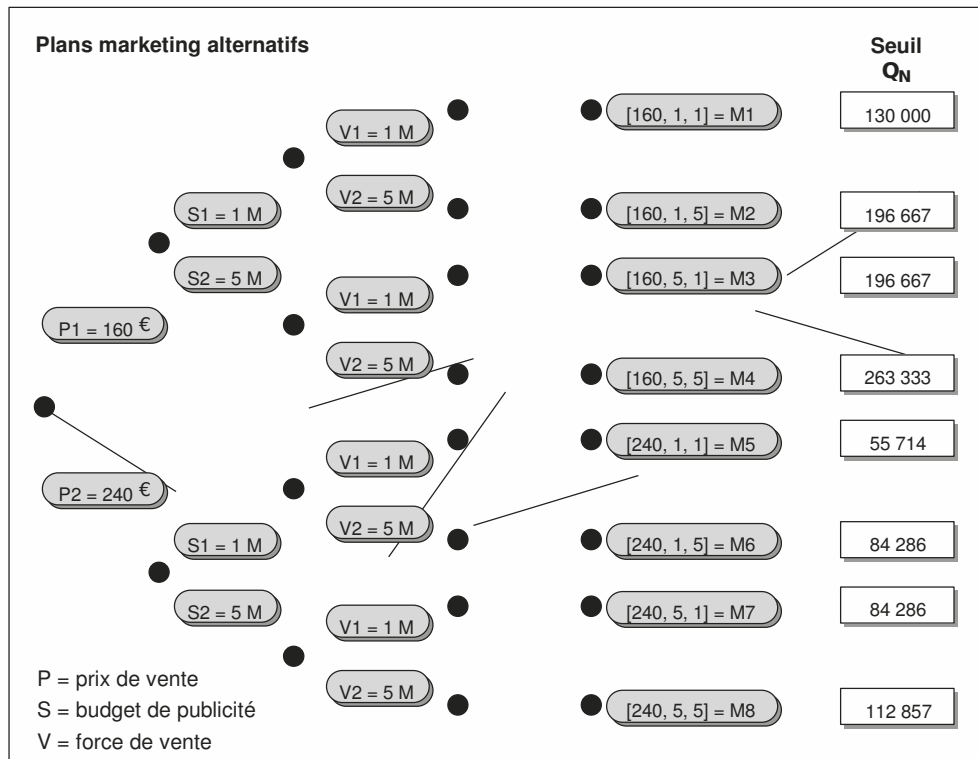 Plans marketing alternatifs
Seuil
QN
V1 = 1 M
[160, 1, 1] = M1
130 000
V2 = 5 M
S1 = 1 M
[160, 1, 5] = M2
196 667
S2 = 5 M
V1 = 1 M
[160, 5, 1] = M3
196 667
P1 = 160 €
V2 = 5 M
[160, 5, 5] = M4
263 333
V1 = 1 M
[240, 1, 1] = M5
55 714
P2 = 240 €
V2 = 5 M
S1 = 1 M
[240, 1, 5] = M6
84 286
S2 = 5 M
V1 = 1 M
[240, 5, 1] = M7
84 286
V2 = 5 M
[240, 5, 5] = M8
112 857
P = prix de vente
S = budget de publicité
V = force de vente